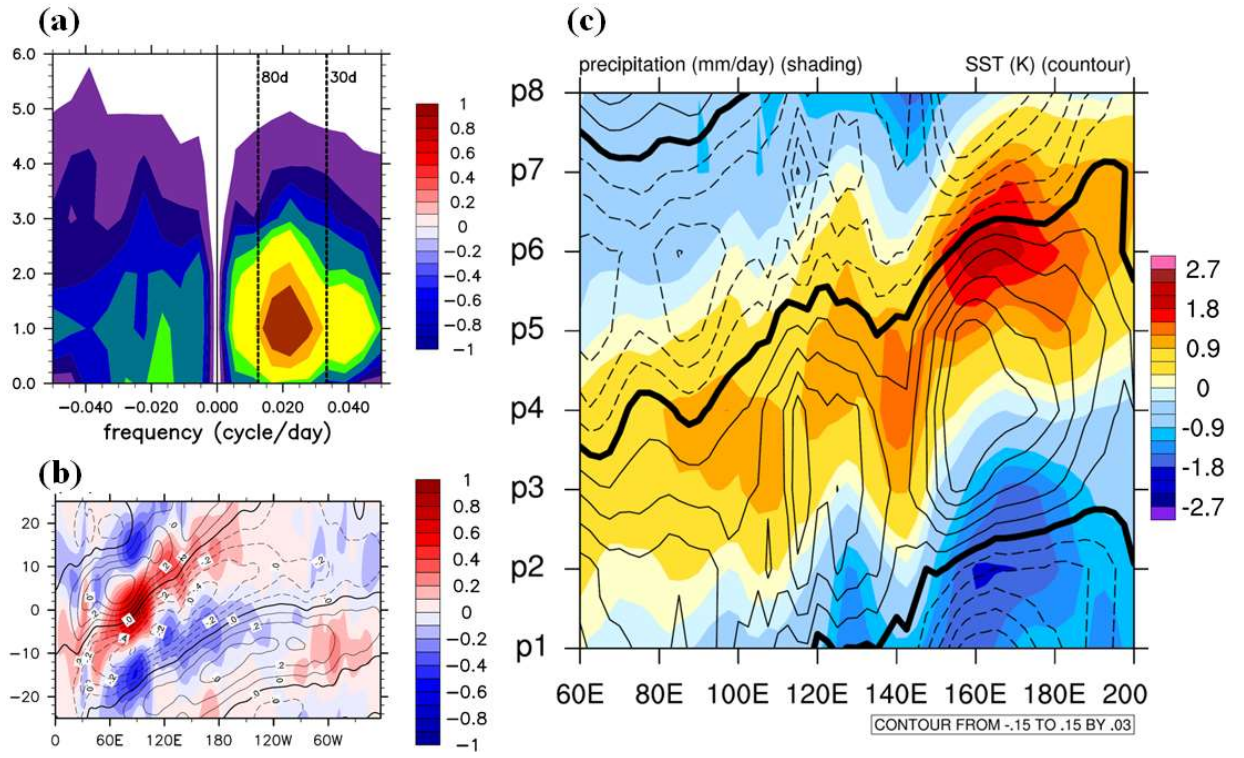 (a)
6.0
5.0
4.0
3.0
2.0
1.0
0.0
80d
30d
−0.040 −0.020 0.000 0.020 0.040
frequency (cycle/day)
1
0.8
0.6
0.4
0.2
0
−0.2
−0.4
−0.6
−0.8
−1
(b)
20
10
0
−10
−20
0 60E 120E 180 120W 60W
1
0.8
0.6
0.4
0.2
0
−0.2
−0.4
−0.6
−0.8
−1
(c)
precipitation (mm/day) (shading) SST (K) (countour)
p8
p7
p6
p5
p4
p3
p2
p1
60E 80E 100E 120E 140E 160E 180E 200
2.7
1.8
0.9
0
-0.9
-1.8
-2.7
CONTOUR FROM -.15 TO .15 BY .03